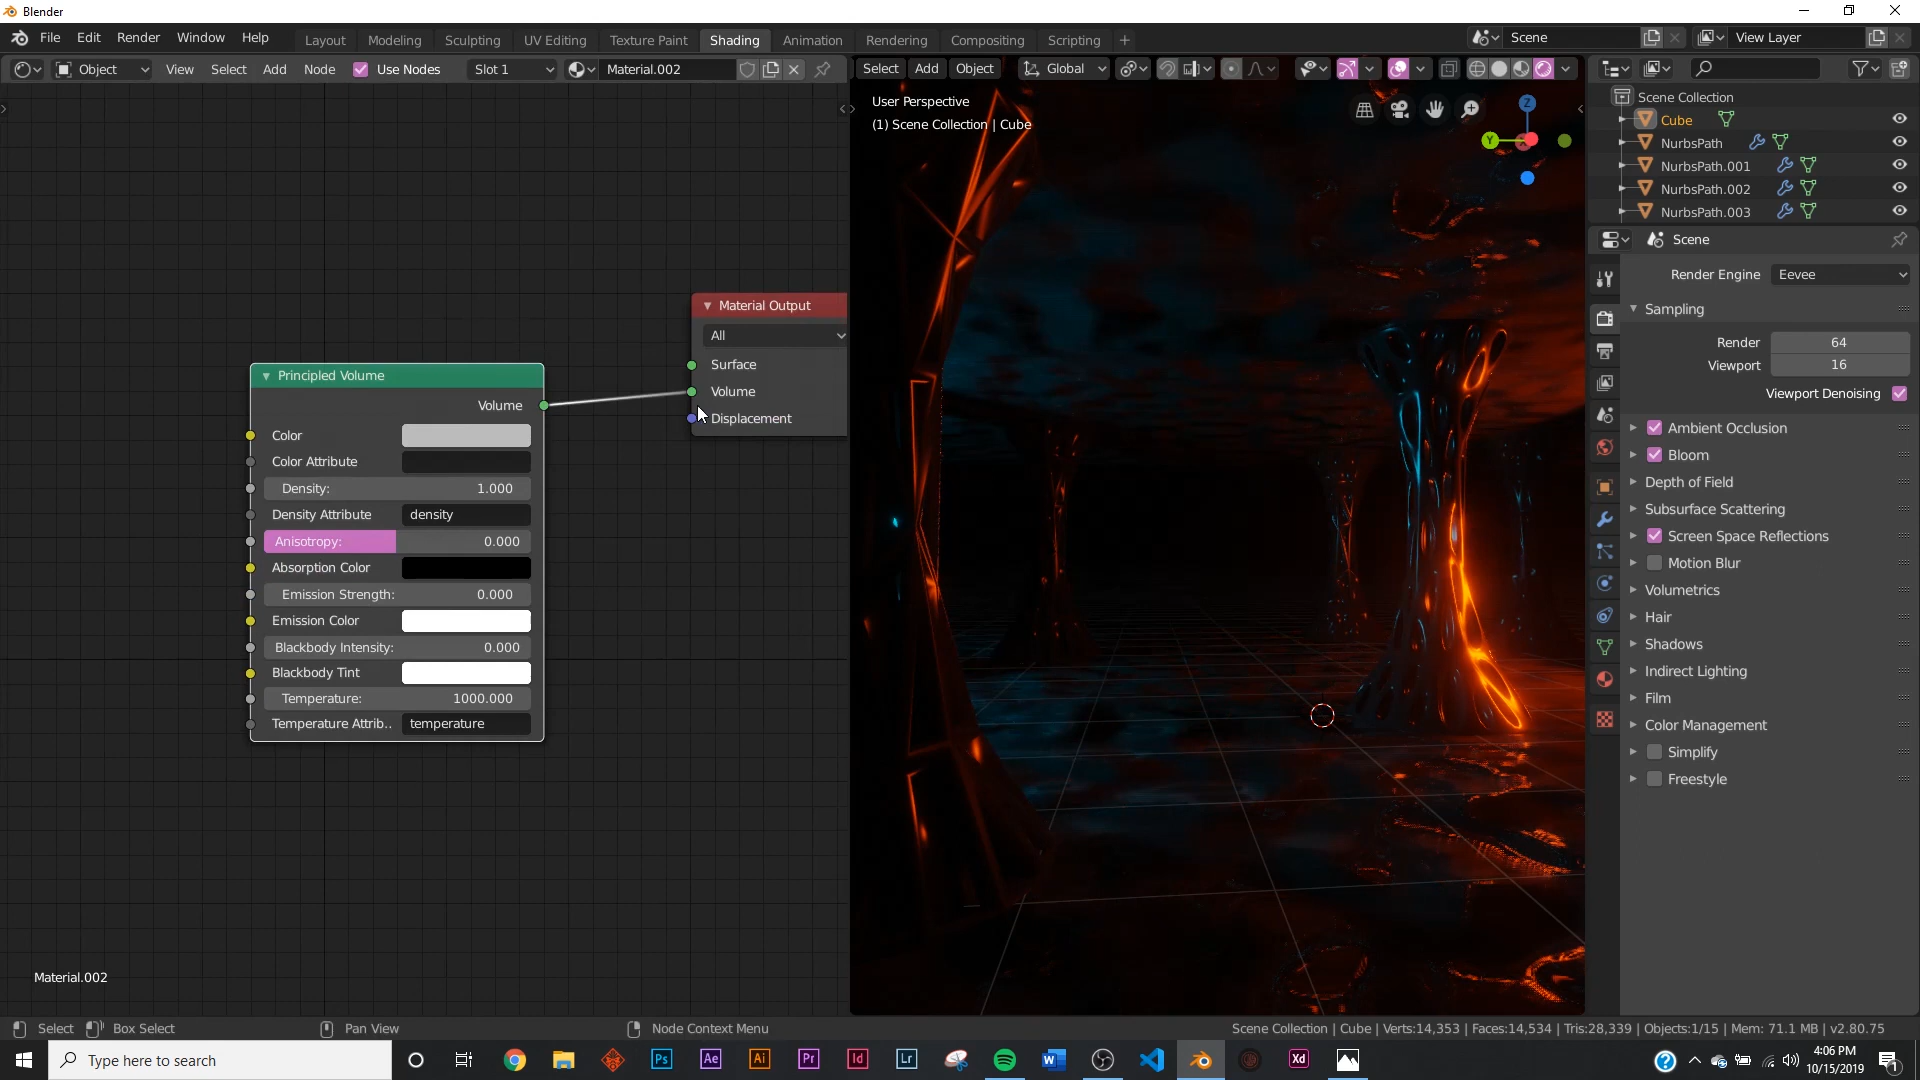 Blender
File Edit Render Window Help
Layout Modeling Sculpting UV Editing Texture Paint Shading Animation Rendering Compositing Scripting
Scene
View Layer
Object View Select Add Node Use Nodes Slot 1 Material.002
Select Add Object Global
User Perspective
(1) Scene Collection | Cube
Z
Y
Scene Collection
Cube
NurbsPath
NurbsPath.001
NurbsPath.002
NurbsPath.003
Scene
Render Engine Eevee
Sampling
Render 64
Viewport 16
Viewport Denoising
Ambient Occlusion
Bloom
Depth of Field
Subsurface Scattering
Screen Space Reflections
Motion Blur
Volumetrics
Hair
Shadows
Indirect Lighting
Film
Color Management
Simplify
Freestyle
Material Output
All
Surface
Volume
Displacement
Principled Volume
Volume
Color
Color Attribute
Density: 1.000
Density Attribute density
Anisotropy: 0.000
Absorption Color
Emission Strength: 0.000
Emission Color
Blackbody Intensity: 0.000
Blackbody Tint
Temperature: 1000.000
Temperature Attrib.. temperature
Material.002
Select Box Select Pan View Node Context Menu
Scene Collection | Cube | Verts:14,353 | Faces:14,534 | Tris:28,339 | Objects:1/15 | Mem: 71.1 MB | v2.80.75
Type here to search
Ps Ae Ai Pr Id Lr Xd
4:06 PM
10/15/2019
1